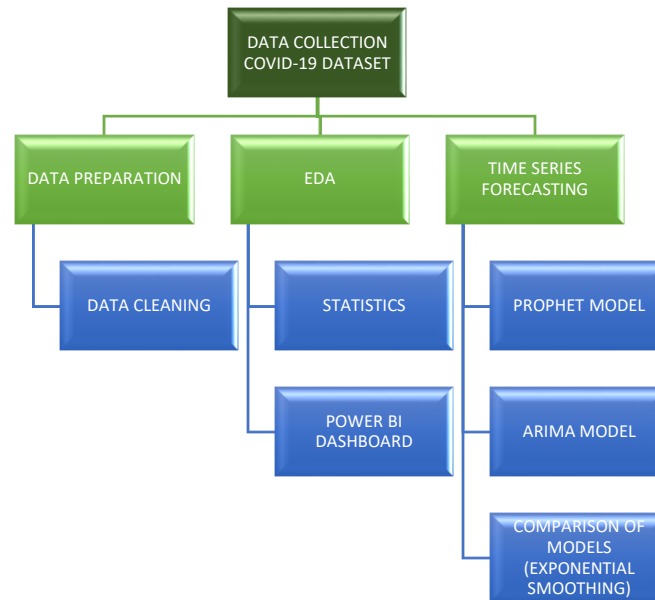 DATA COLLECTION
COVID-19 DATASET
DATA PREPARATION
EDA
TIME SERIES
FORECASTING
DATA CLEANING
STATISTICS
PROPHET MODEL
POWER BI
DASHBOARD
ARIMA MODEL
COMPARISON OF
MODELS
(EXPONENTIAL
SMOOTHING)